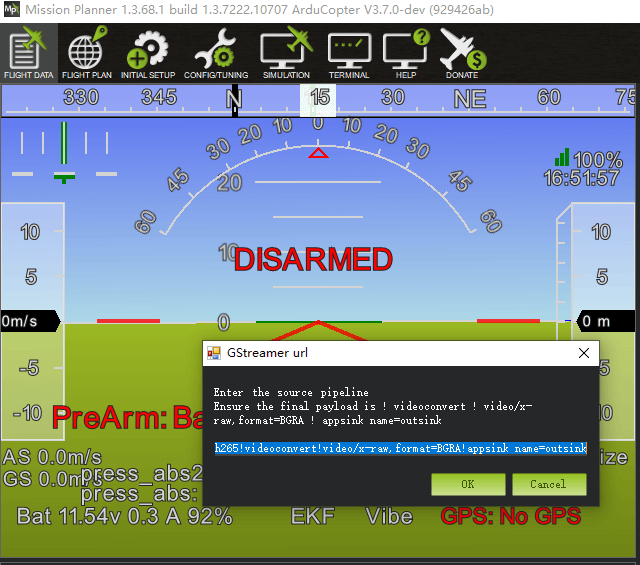 Mission Planner 1.3.68.1 build 1.3.7222.10707 ArduCopter V3.7.0-dev (929426ab)
FLIGHT DATA FLIGHT PLAN INITIAL SETUP CONFIG/TUNING SIMULATION TERMINAL HELP DONATE
330 345 N 15 30 NE 60 75
60 45 30 20 10 0 10 20 30 45 60
100%
16:51:57
20
10 10 10
DISARMED
5 5
0m/s 0 0 m
GStreamer url
Enter the source pipeline
Ensure the final payload is ! videoconvert ! video/x-
raw,format=BGRA ! appsink name=outsink
h265!videoconvert!video/x-raw,format=BGRA!appsink name=outsink
OK Cancel
-5
-10
PreArm: Ba
AS 0.0m/s
GS 0.0m/s
press_abs2
press_abs:
Bat 11.54v 0.3 A 92% EKF Vibe GPS: No GPS